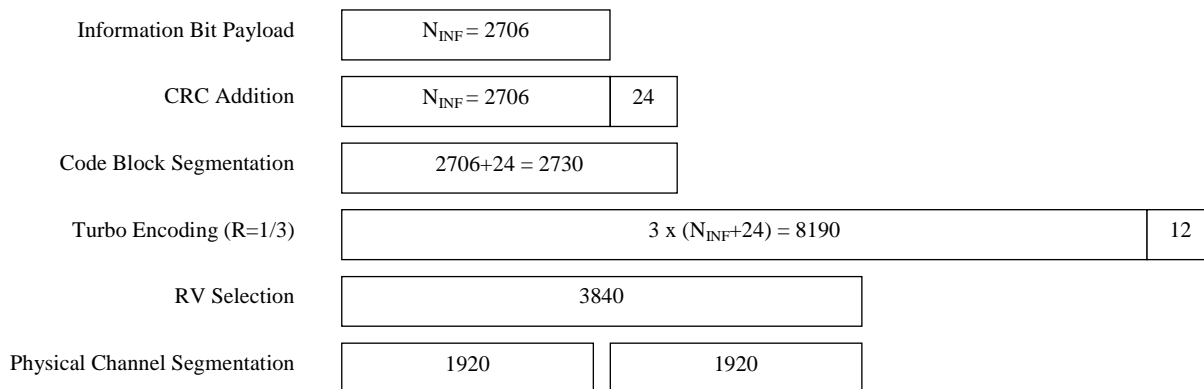 Information Bit Payload N_INF = 2706
CRC Addition N_INF = 2706 24
Code Block Segmentation 2706+24 = 2730
Turbo Encoding (R=1/3) 3 x (N_INF+24) = 8190 12
RV Selection 3840
Physical Channel Segmentation 1920 1920